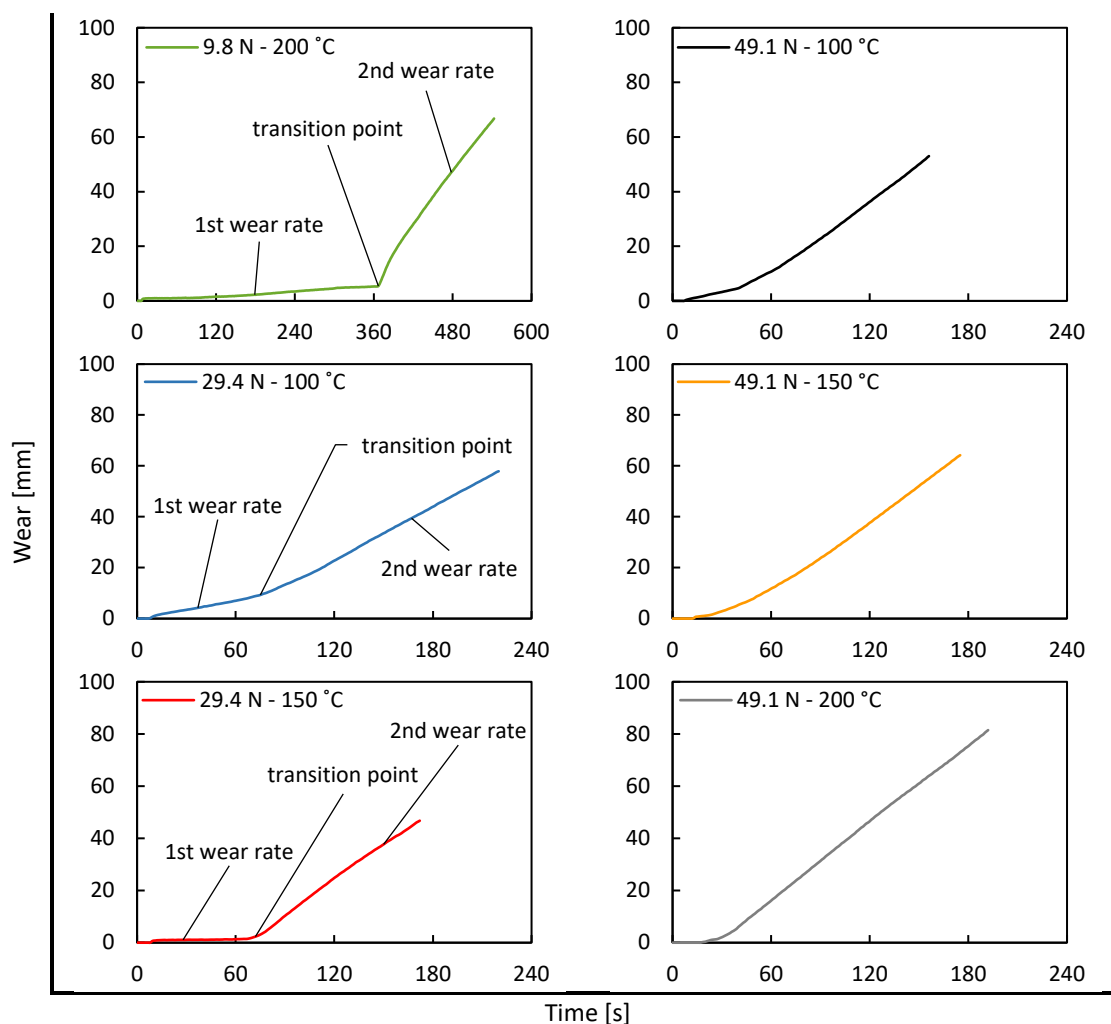 Wear [mm]
100
80
60
40
20
0
9.8 N - 200 ˚C
2nd wear rate
transition point
1st wear rate
0 120 240 360 480 600
100
80
60
40
20
0
49.1 N - 100 ˚C
0 60 120 180 240
100
80
60
40
20
0
29.4 N - 100 ˚C
transition point
1st wear rate
2nd wear rate
0 60 120 180 240
100
80
60
40
20
0
49.1 N - 150 ˚C
0 60 120 180 240
100
80
60
40
20
0
29.4 N - 150 ˚C
2nd wear rate
transition point
1st wear rate
0 60 120 180 240
100
80
60
40
20
0
49.1 N - 200 ˚C
0 60 120 180 240
Time [s]